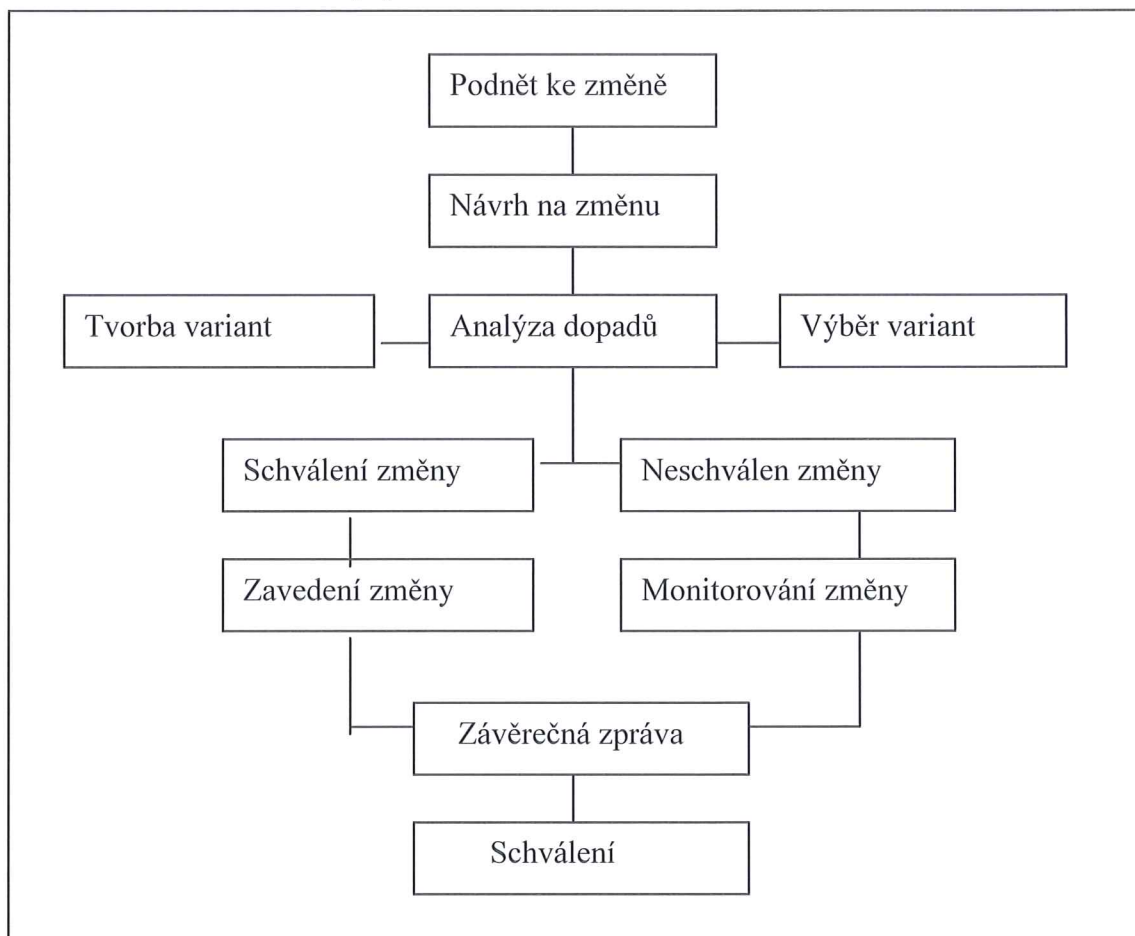 Podnět ke změně
Návrh na změnu
Tvorba variant
Analýza dopadů
Výběr variant
Schválení změny
Neschválen změny
Zavedení změny
Monitorování změny
Závěrečná zpráva
Schválení